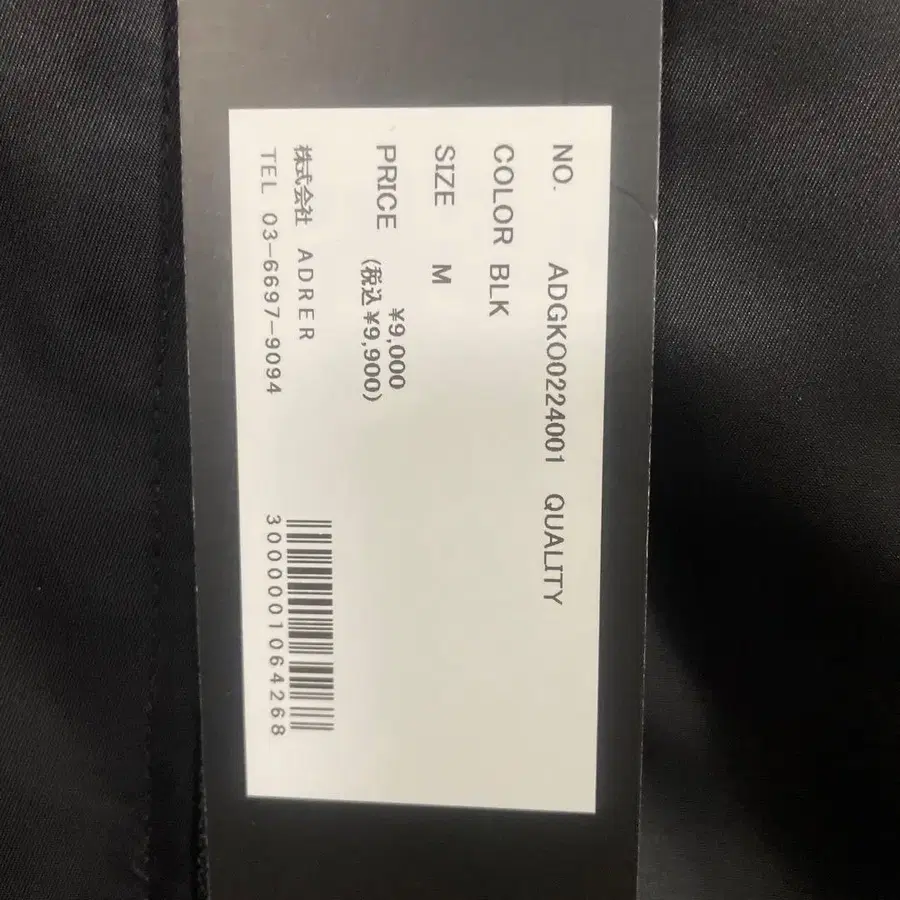 NO. ADGKO0224001 QUALITY
COLOR BLK
SIZE M
PRICE ¥9,000
(税込¥9,900)
株式会社 ADRER
TEL 03-6697-9094
3000001064268